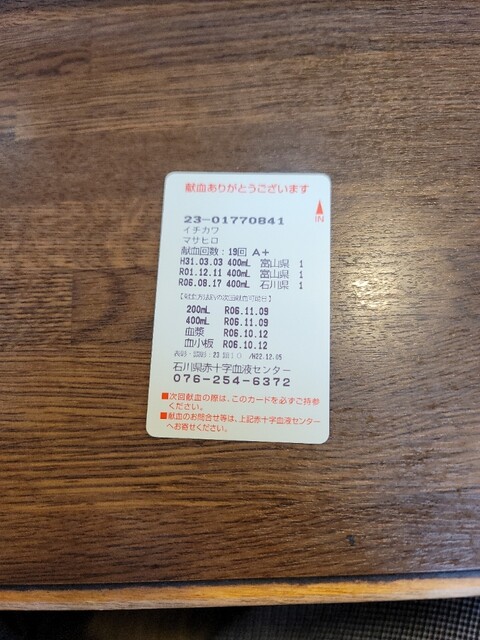 献血ありがとうございます
IN
23-01770841
イチカワ
マサヒロ
献血回数:19回 A+
H31.03.03 400mL 富山県 1
R01.12.11 400mL 富山県 1
R06.08.17 400mL 石川県 1
200mL R06.11.09
400mL R06.11.09
血漿 R06.10.12
血小板 R06.10.12
石川県赤十字血液センター
076-254-6372
■次回献血の際は、このカードを必ずご持参
ください。
■献血のお問合せ等は、上記赤十字血液センター
へお寄せください。